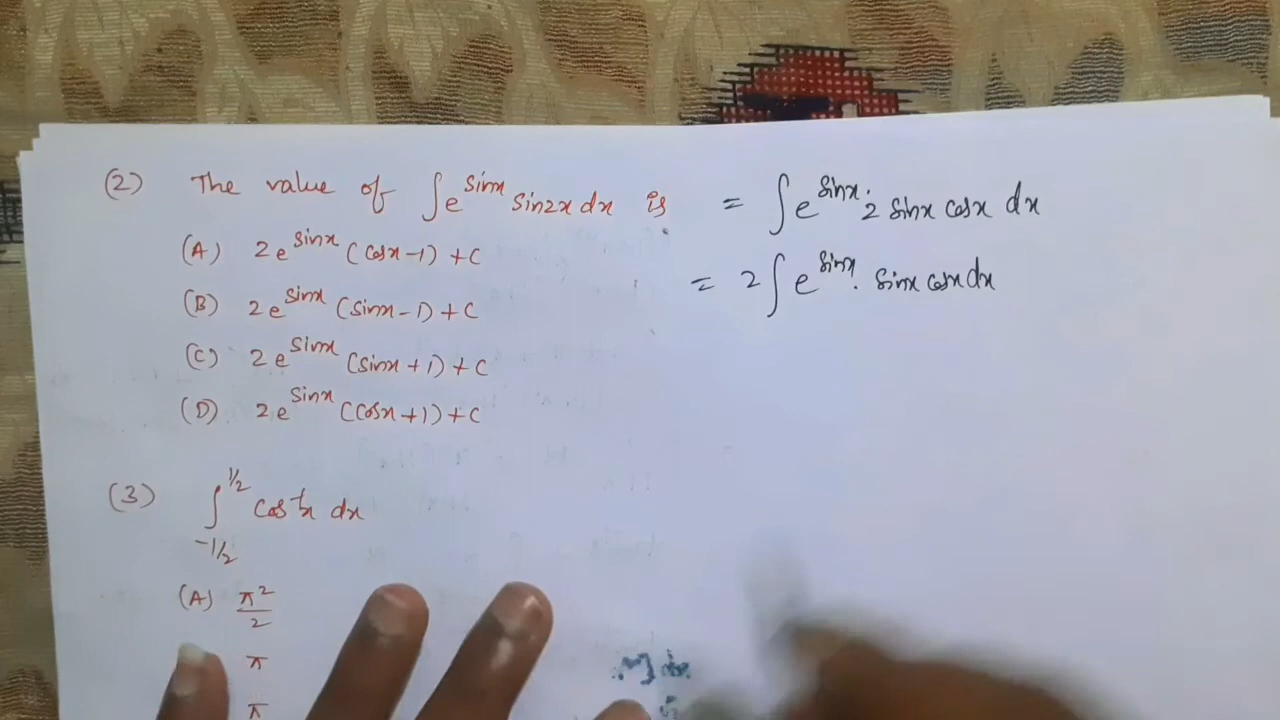 (2) The value of ∫e^sinx sin2x dx is
(A) 2e^sinx (cosx-1)+C
(B) 2e^sinx (sinx-1)+C
(C) 2e^sinx (sinx+1)+C
(D) 2e^sinx (cosx+1)+C
= ∫e^sinx. 2 sinx cosx dx
= 2∫e^sinx. sinx cosx dx
(3) ∫_-1/2^1/2 cos^-1x dx
(A) π²/2
π
π